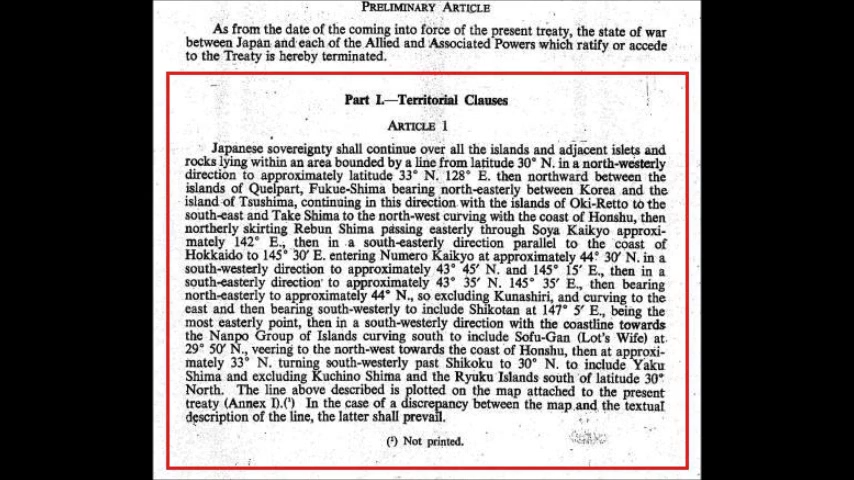 PRELIMINARY ARTICLE
As from the date of the coming into force of the present treaty, the state of war
between Japan and each of the Allied and Associated Powers which ratify or accede
to the Treaty is hereby terminated.
Part I.—Territorial Clauses
ARTICLE 1
Japanese sovereignty shall continue over all the islands and adjacent islets and
rocks lying within an area bounded by a line from latitude 30° N. in a north-westerly
direction to approximately latitude 33° N. 128° E. then northward between the
islands of Quelpart, Fukue-Shima bearing north-easterly between Korea and the
island of Tsushima, continuing in this direction with the islands of Oki-Retto to the
south-east and Take Shima to the north-west curving with the coast of Honshu, then
northerly skirting Rebun Shima passing easterly through Soya Kaikyo approxi-
mately 142° E., then in a south-easterly direction parallel to the coast of
Hokkaido to 145° 30′ E. entering Numero Kaikyo at approximately 44° 30′ N. in a
south-westerly direction to approximately 43° 45′ N. and 145° 15′ E., then in a
south-easterly direction to approximately 43° 35′ N. 145° 35′ E., then bearing
north-easterly to approximately 44° N., so excluding Kunashiri, and curving to the
east and then bearing south-westerly to include Shikotan at 147° 5′ E., being the
most easterly point, then in a south-westerly direction with the coastline towards
the Nanpo Group of Islands curving south to include Sofu-Gan (Lot's Wife) at
29° 50′ N., veering to the north-west towards the coast of Honshu, then at approxi-
mately 33° N. turning south-westerly past Shikoku to 30° N. to include Yaku
Shima and excluding Kuchino Shima and the Ryuku Islands south of latitude 30°
North. The line above described is plotted on the map attached to the present
treaty (Annex I).(¹) In the case of a discrepancy between the map and the textual
description of the line, the latter shall prevail.
(¹) Not printed.